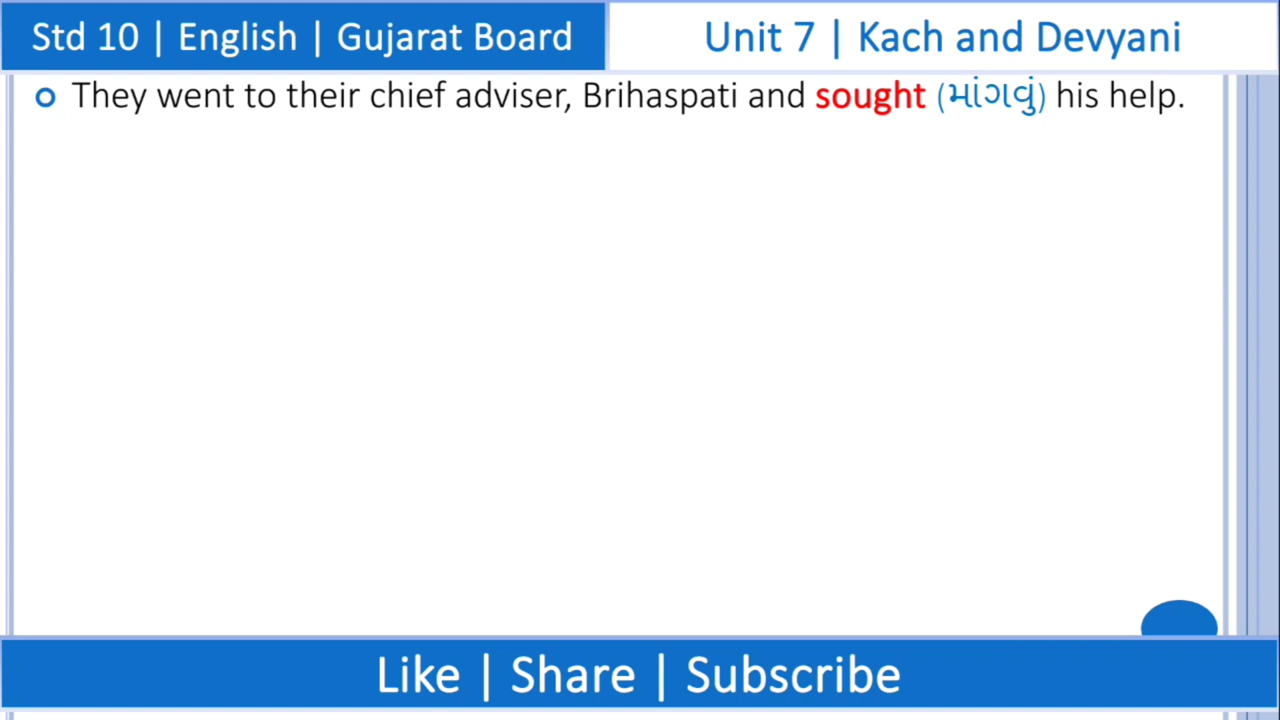 Std 10 | English | Gujarat Board
Unit 7 | Kach and Devyani
They went to their chief adviser, Brihaspati and sought (માંગવું) his help.
Like | Share | Subscribe